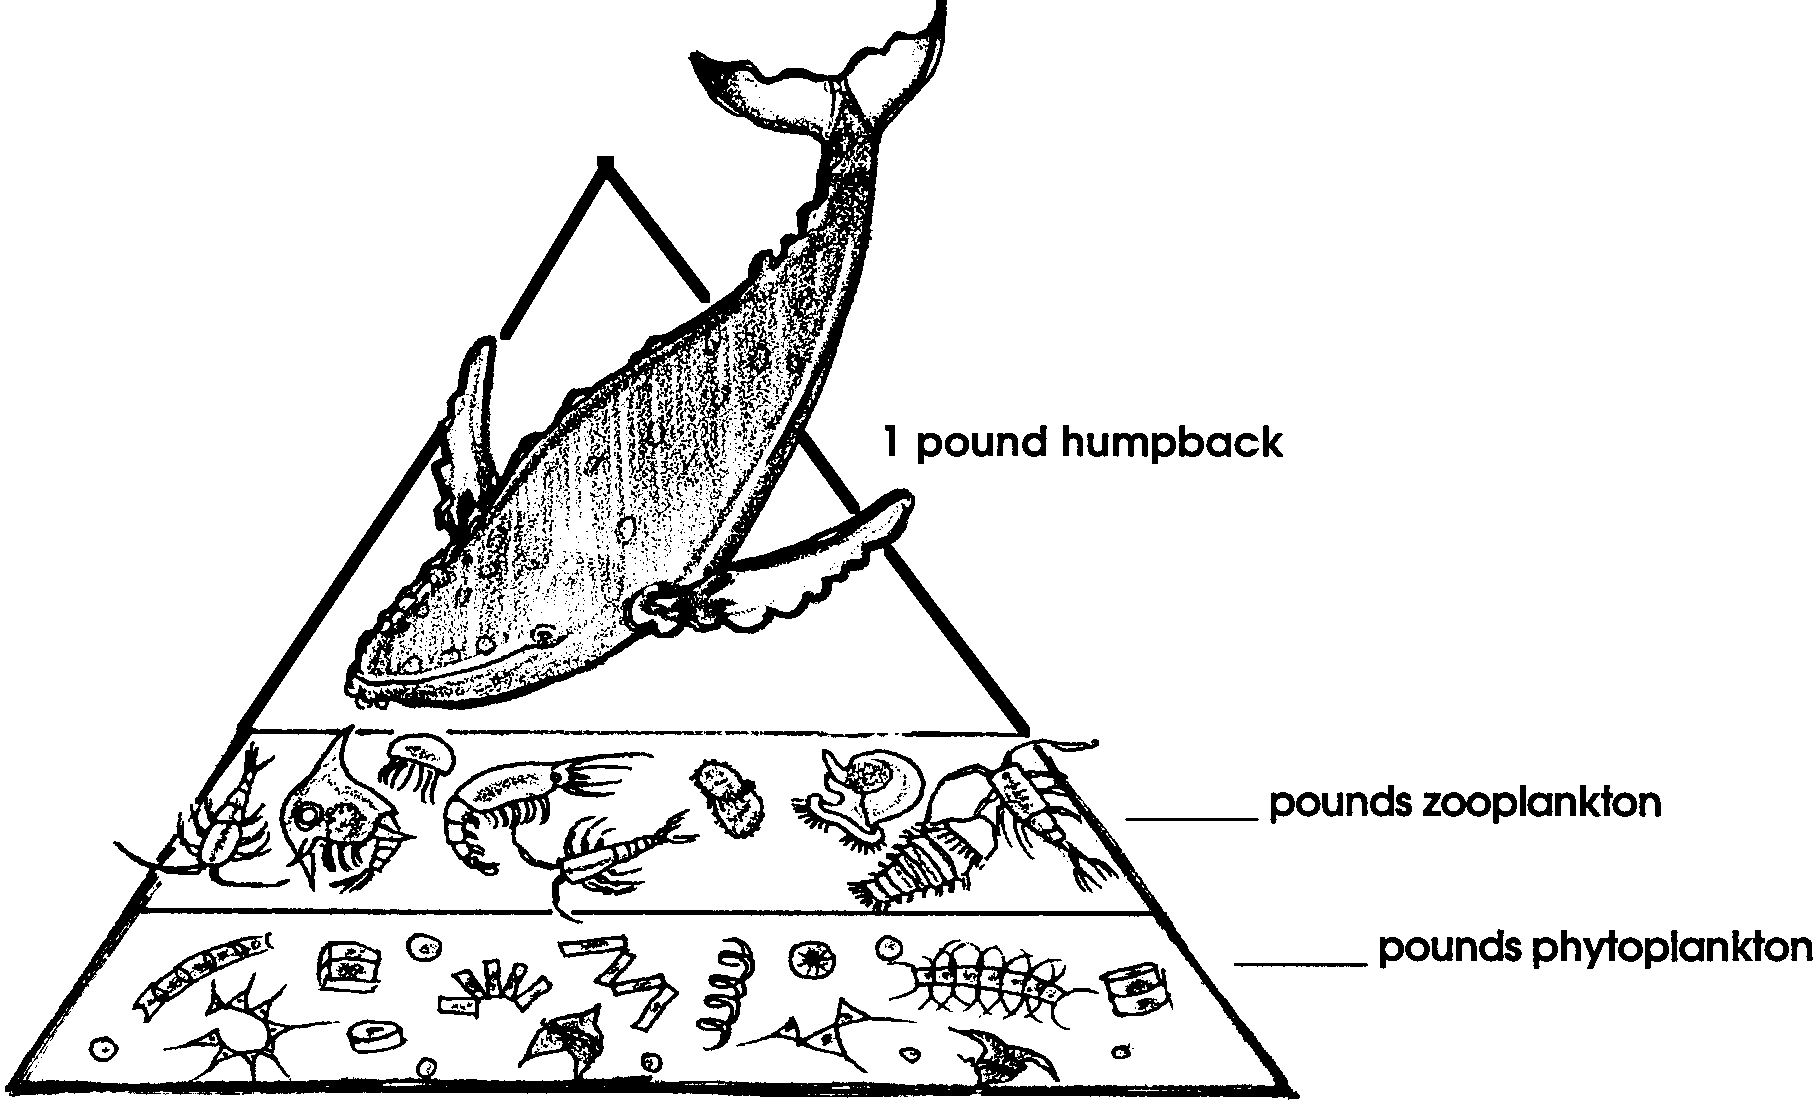 1 pound humpback
______ pounds zooplankton
______ pounds phytoplankton